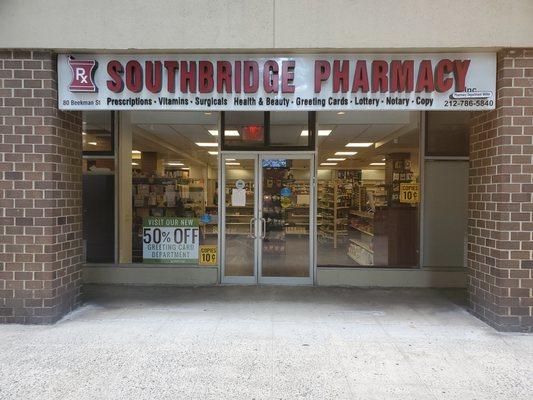 Rx
SOUTHBRIDGE PHARMACY
Inc
80 Beekman St
Prescriptions • Vitamins • Surgicals Health & Beauty • Greeting Cards • Lottery • Notary • Copy
212-786-5840
VISIT OUR NEW
50% OFF
GREETING CARD
DEPARTMENT
COPIES
10¢
COPIES
10¢